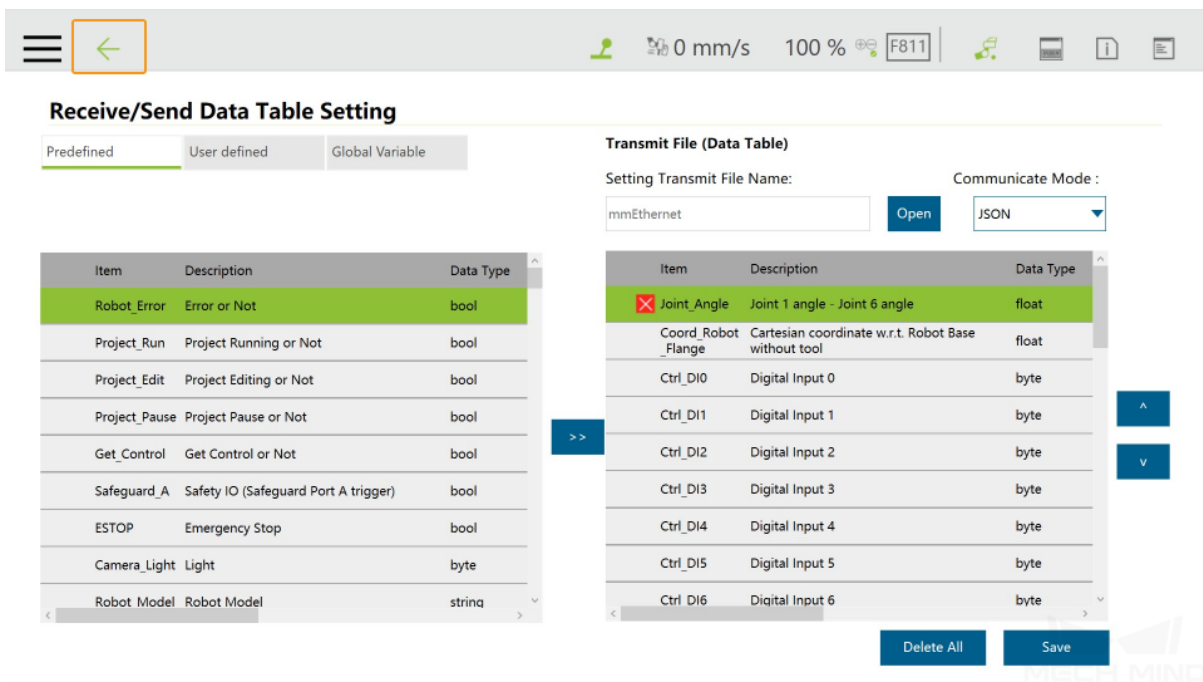 0 mm/s 100 % F811
Receive/Send Data Table Setting
Predefined User defined Global Variable
Transmit File (Data Table)
Setting Transmit File Name: Communicate Mode :
mmEthernet Open JSON
Item Description Data Type
Robot_Error Error or Not bool
Project_Run Project Running or Not bool
Project_Edit Project Editing or Not bool
Project_Pause Project Pause or Not bool
Get_Control Get Control or Not bool
Safeguard_A Safety IO (Safeguard Port A trigger) bool
ESTOP Emergency Stop bool
Camera_Light Light byte
Robot_Model Robot Model string
>>
Item Description Data Type
Joint_Angle Joint 1 angle - Joint 6 angle float
Coord_Robot Cartesian coordinate w.r.t. Robot Base
_Flange without tool float
Ctrl_DI0 Digital Input 0 byte
Ctrl_DI1 Digital Input 1 byte
Ctrl_DI2 Digital Input 2 byte
Ctrl_DI3 Digital Input 3 byte
Ctrl_DI4 Digital Input 4 byte
Ctrl_DI5 Digital Input 5 byte
Ctrl_DI6 Digital Input 6 byte
^
v
Delete All Save
MECH MIND